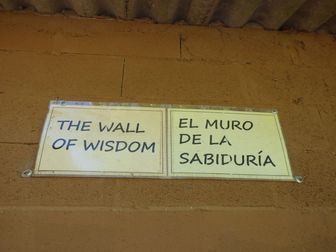 THE WALL
OF WISDOM
EL MURO
DE LA
SABIDURÍA